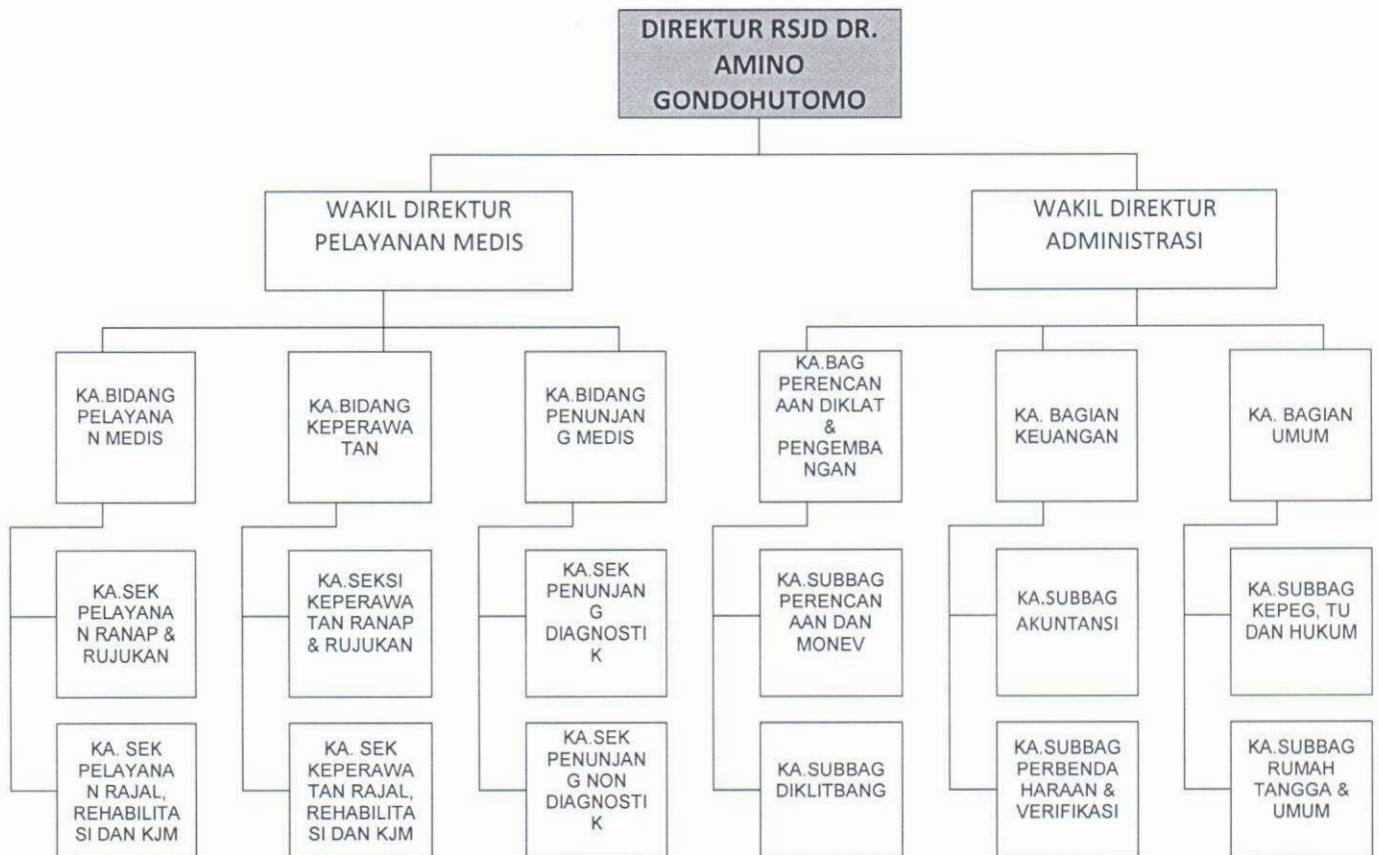 DIREKTUR RSJD DR.
AMINO
GONDOHUTOMO
WAKIL DIREKTUR
PELAYANAN MEDIS
WAKIL DIREKTUR
ADMINISTRASI
KA.BIDANG
PELAYANA
N MEDIS
KA.BIDANG
KEPERAWA
TAN
KA.BIDANG
PENUNJAN
G MEDIS
KA.BAG
PERENCAN
AAN DIKLAT
&
PENGEMBA
NGAN
KA. BAGIAN
KEUANGAN
KA. BAGIAN
UMUM
KA.SEK
PELAYANA
N RANAP &
RUJUKAN
KA.SEKSI
KEPERAWA
TAN RANAP
& RUJUKAN
KA.SEK
PENUNJAN
G
DIAGNOSTI
K
KA.SUBBAG
PERENCAN
AAN DAN
MONEV
KA.SUBBAG
AKUNTANSI
KA.SUBBAG
KEPEG, TU
DAN HUKUM
KA. SEK
PELAYANA
N RAJAL,
REHABILITA
SI DAN KJM
KA. SEK
KEPERAWA
TAN RAJAL,
REHABILITA
SI DAN KJM
KA.SEK
PENUNJAN
G NON
DIAGNOSTI
K
KA.SUBBAG
DIKLITBANG
KA.SUBBAG
PERBENDA
HARAAN &
VERIFIKASI
KA.SUBBAG
RUMAH
TANGGA &
UMUM